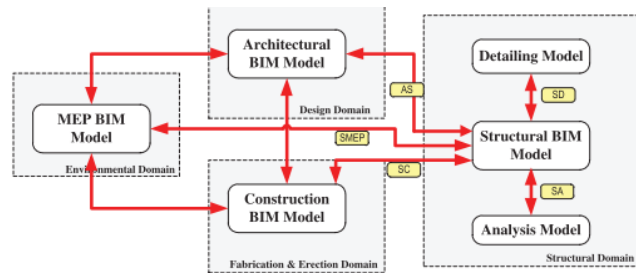 Architectural
BIM Model
Design Domain
MEP BIM
Model
Environmental Domain
Construction
BIM Model
Fabrication & Erection Domain
AS
SMEP
SC
Detailing Model
SD
Structural BIM
Model
SA
Analysis Model
Structural Domain